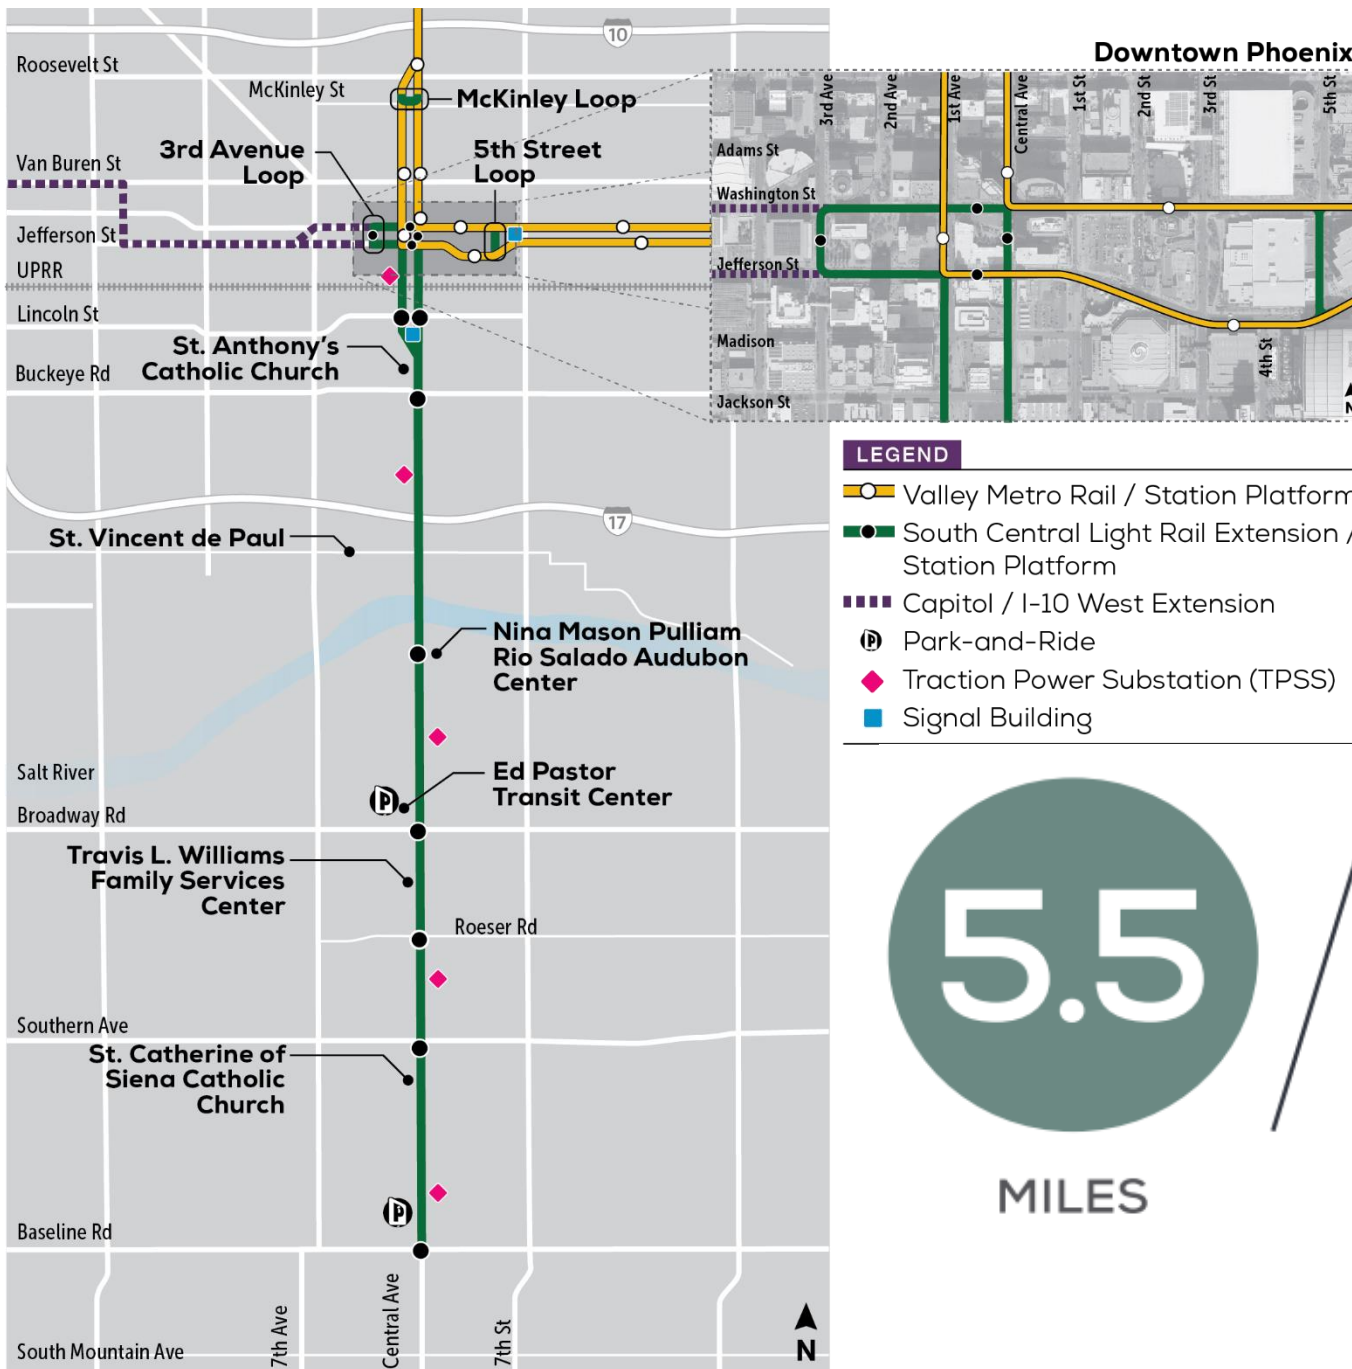 10
Roosevelt St
McKinley St
McKinley Loop
Van Buren St
3rd Avenue
Loop
5th Street
Loop
Jefferson St
UPRR
Lincoln St
St. Anthony's
Catholic Church
Buckeye Rd
17
St. Vincent de Paul
Nina Mason Pulliam
Rio Salado Audubon
Center
Salt River
Ed Pastor
Transit Center
P
Broadway Rd
Travis L. Williams
Family Services
Center
Roeser Rd
Southern Ave
St. Catherine of
Siena Catholic
Church
P
Baseline Rd
7th Ave
Central Ave
7th St
South Mountain Ave
N
Downtown Phoenix
3rd Ave
2nd Ave
1st Ave
Central Ave
1st St
2nd St
3rd St
5th St
Adams St
Washington St
Jefferson St
Madison
4th St
Jackson St
N
LEGEND
Valley Metro Rail / Station Platform
South Central Light Rail Extension /
Station Platform
Capitol / I-10 West Extension
P
Park-and-Ride
Traction Power Substation (TPSS)
Signal Building
5.5
MILES